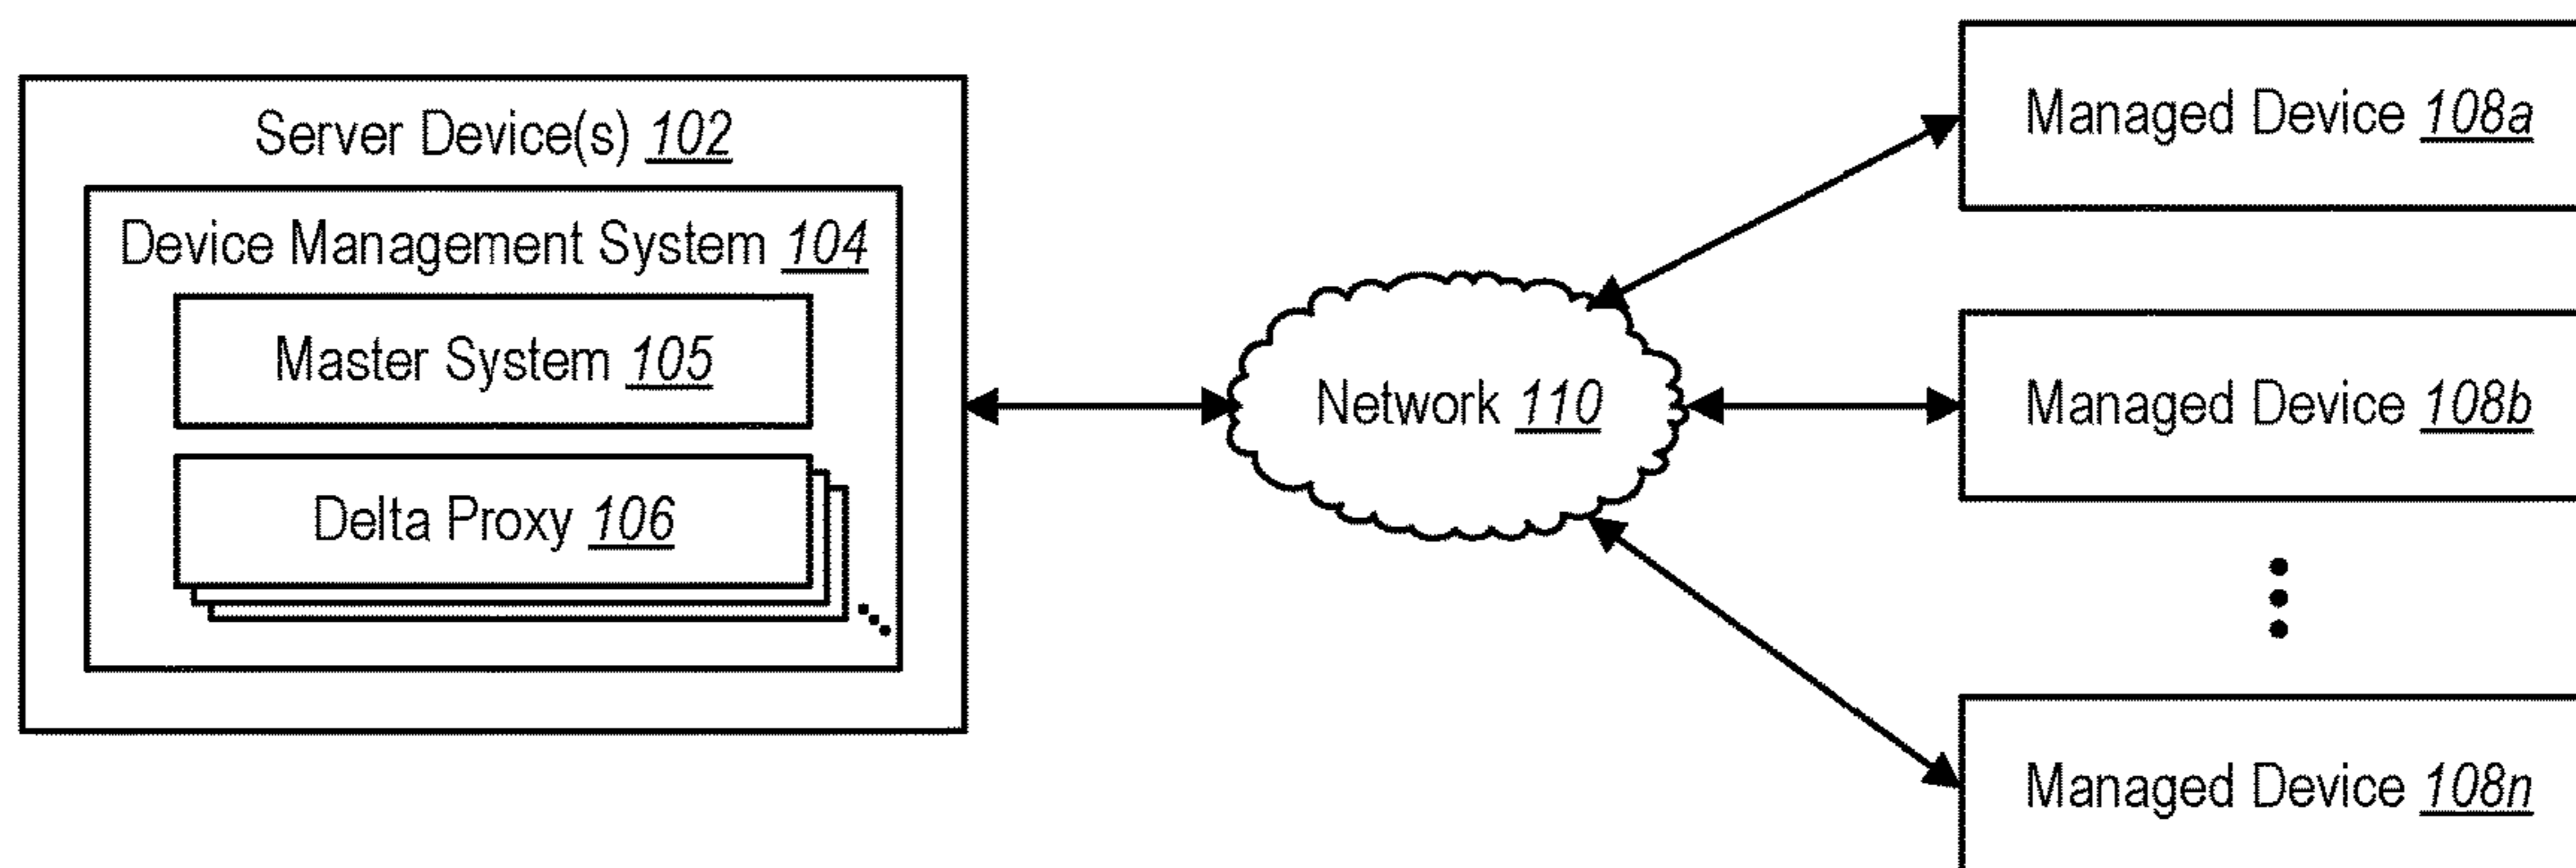 Server Device(s) 102
Device Management System 104
Master System 105
Delta Proxy 106
Network 110
Managed Device 108a
Managed Device 108b
Managed Device 108n